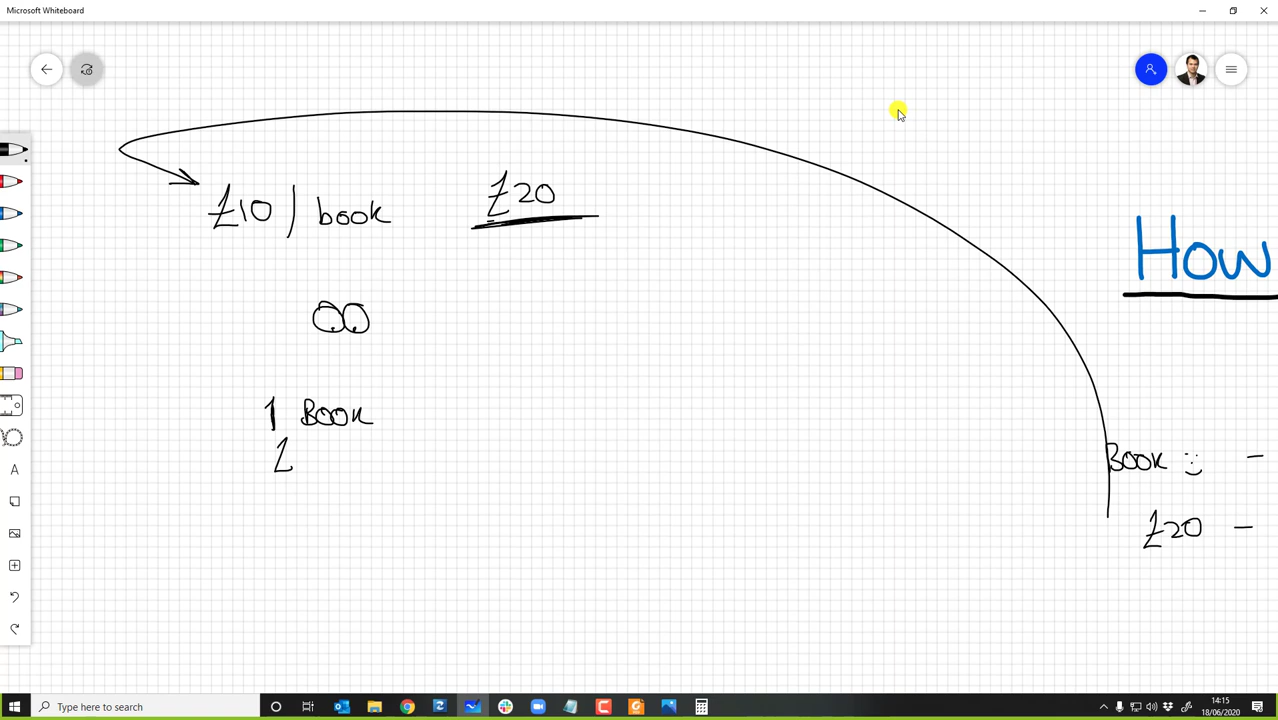 Microsoft Whiteboard
£10 / book
£20
How
1 Book
Book :) -
£20 -
A
Type here to search
14:15
18/06/2020